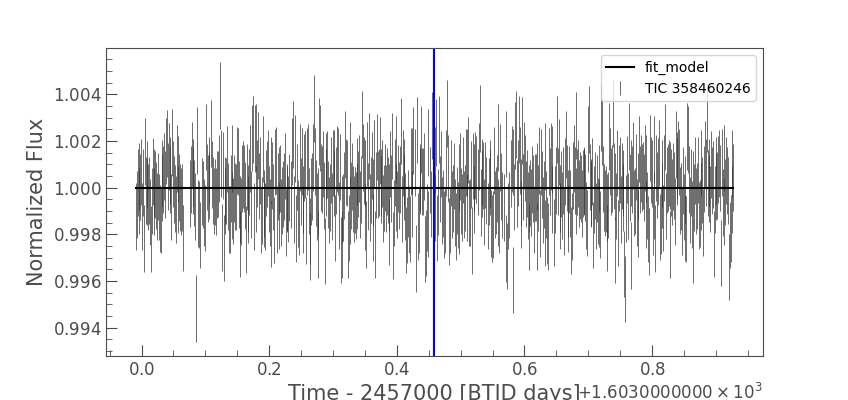 fit_model
TIC 358460246
1.004
1.002
1.000
0.998
0.996
0.994
Normalized Flux
0.0 0.2 0.4 0.6 0.8
Time - 2457000 [BTJD days]
+1.6030000000 × 10³